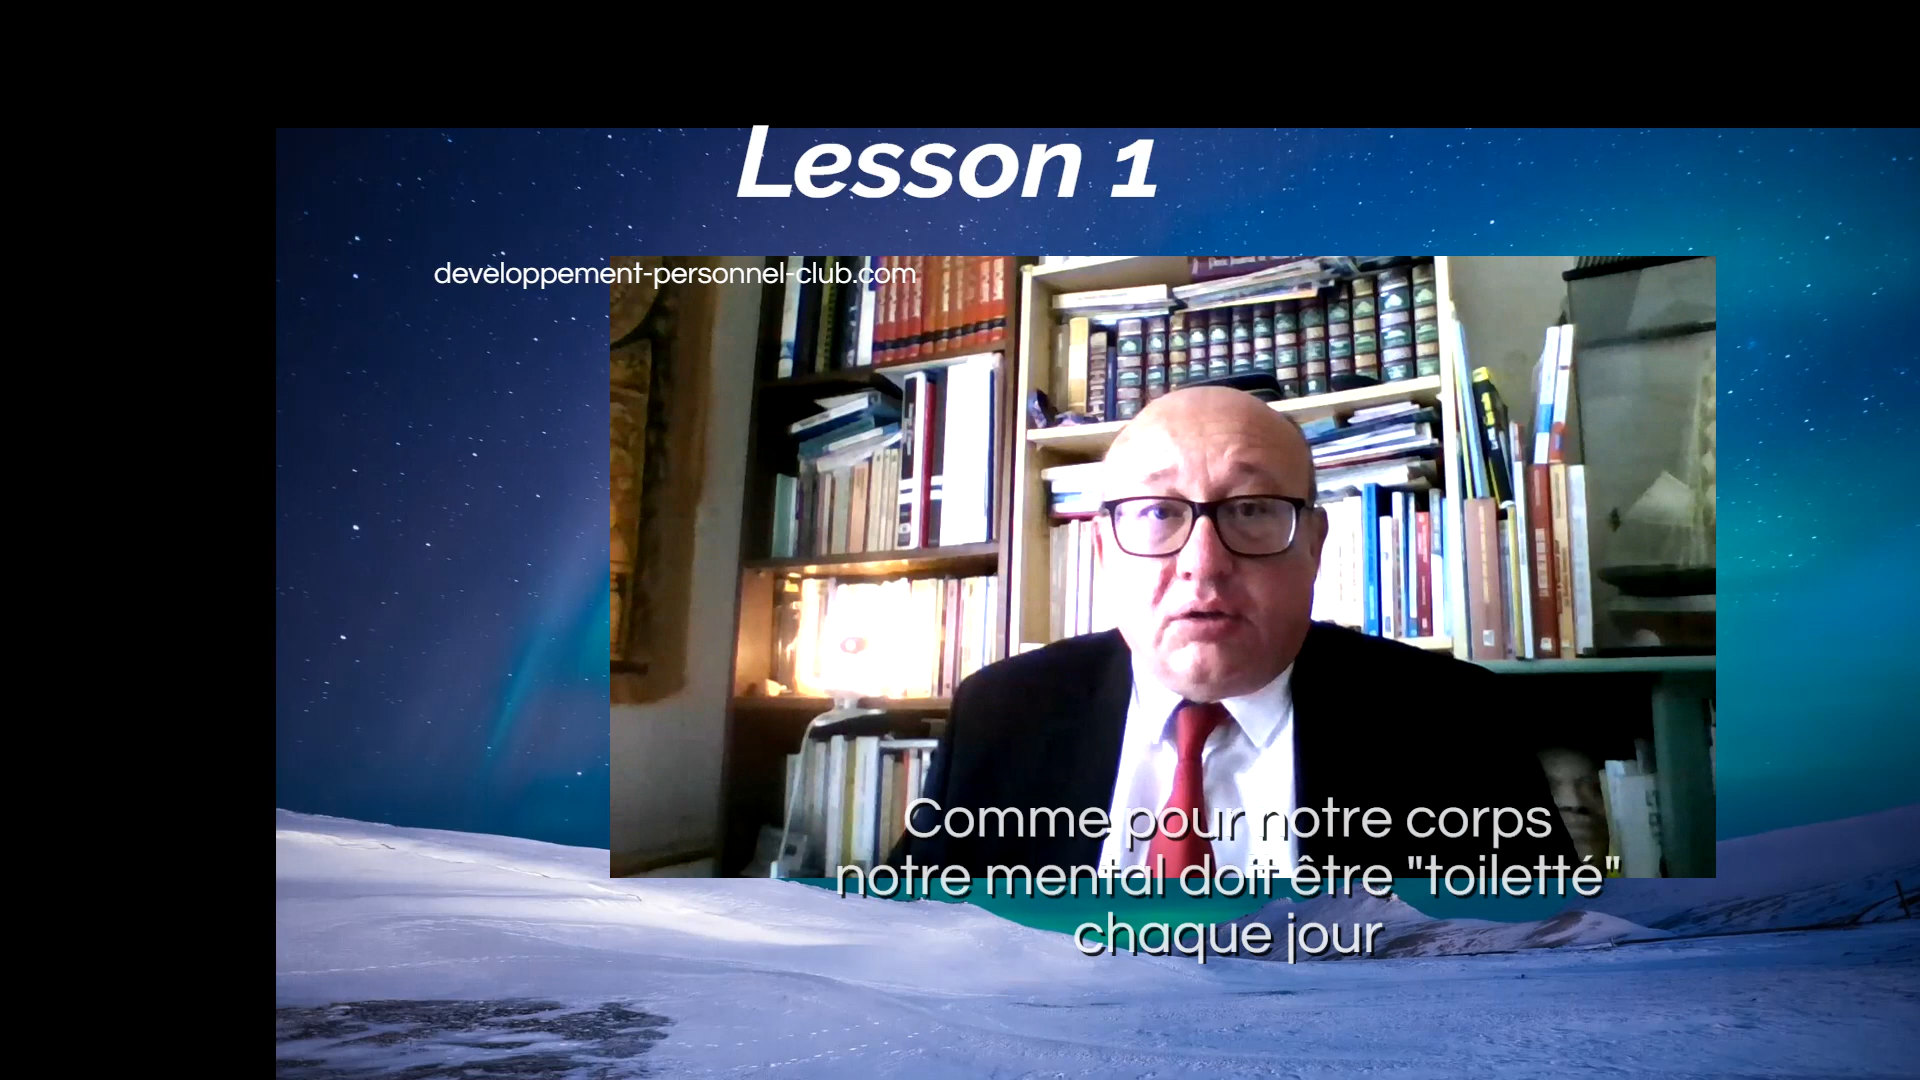 Lesson 1
developpement-personnel-club.com
Comme pour notre corps
notre mental doit être "toiletté"
chaque jour